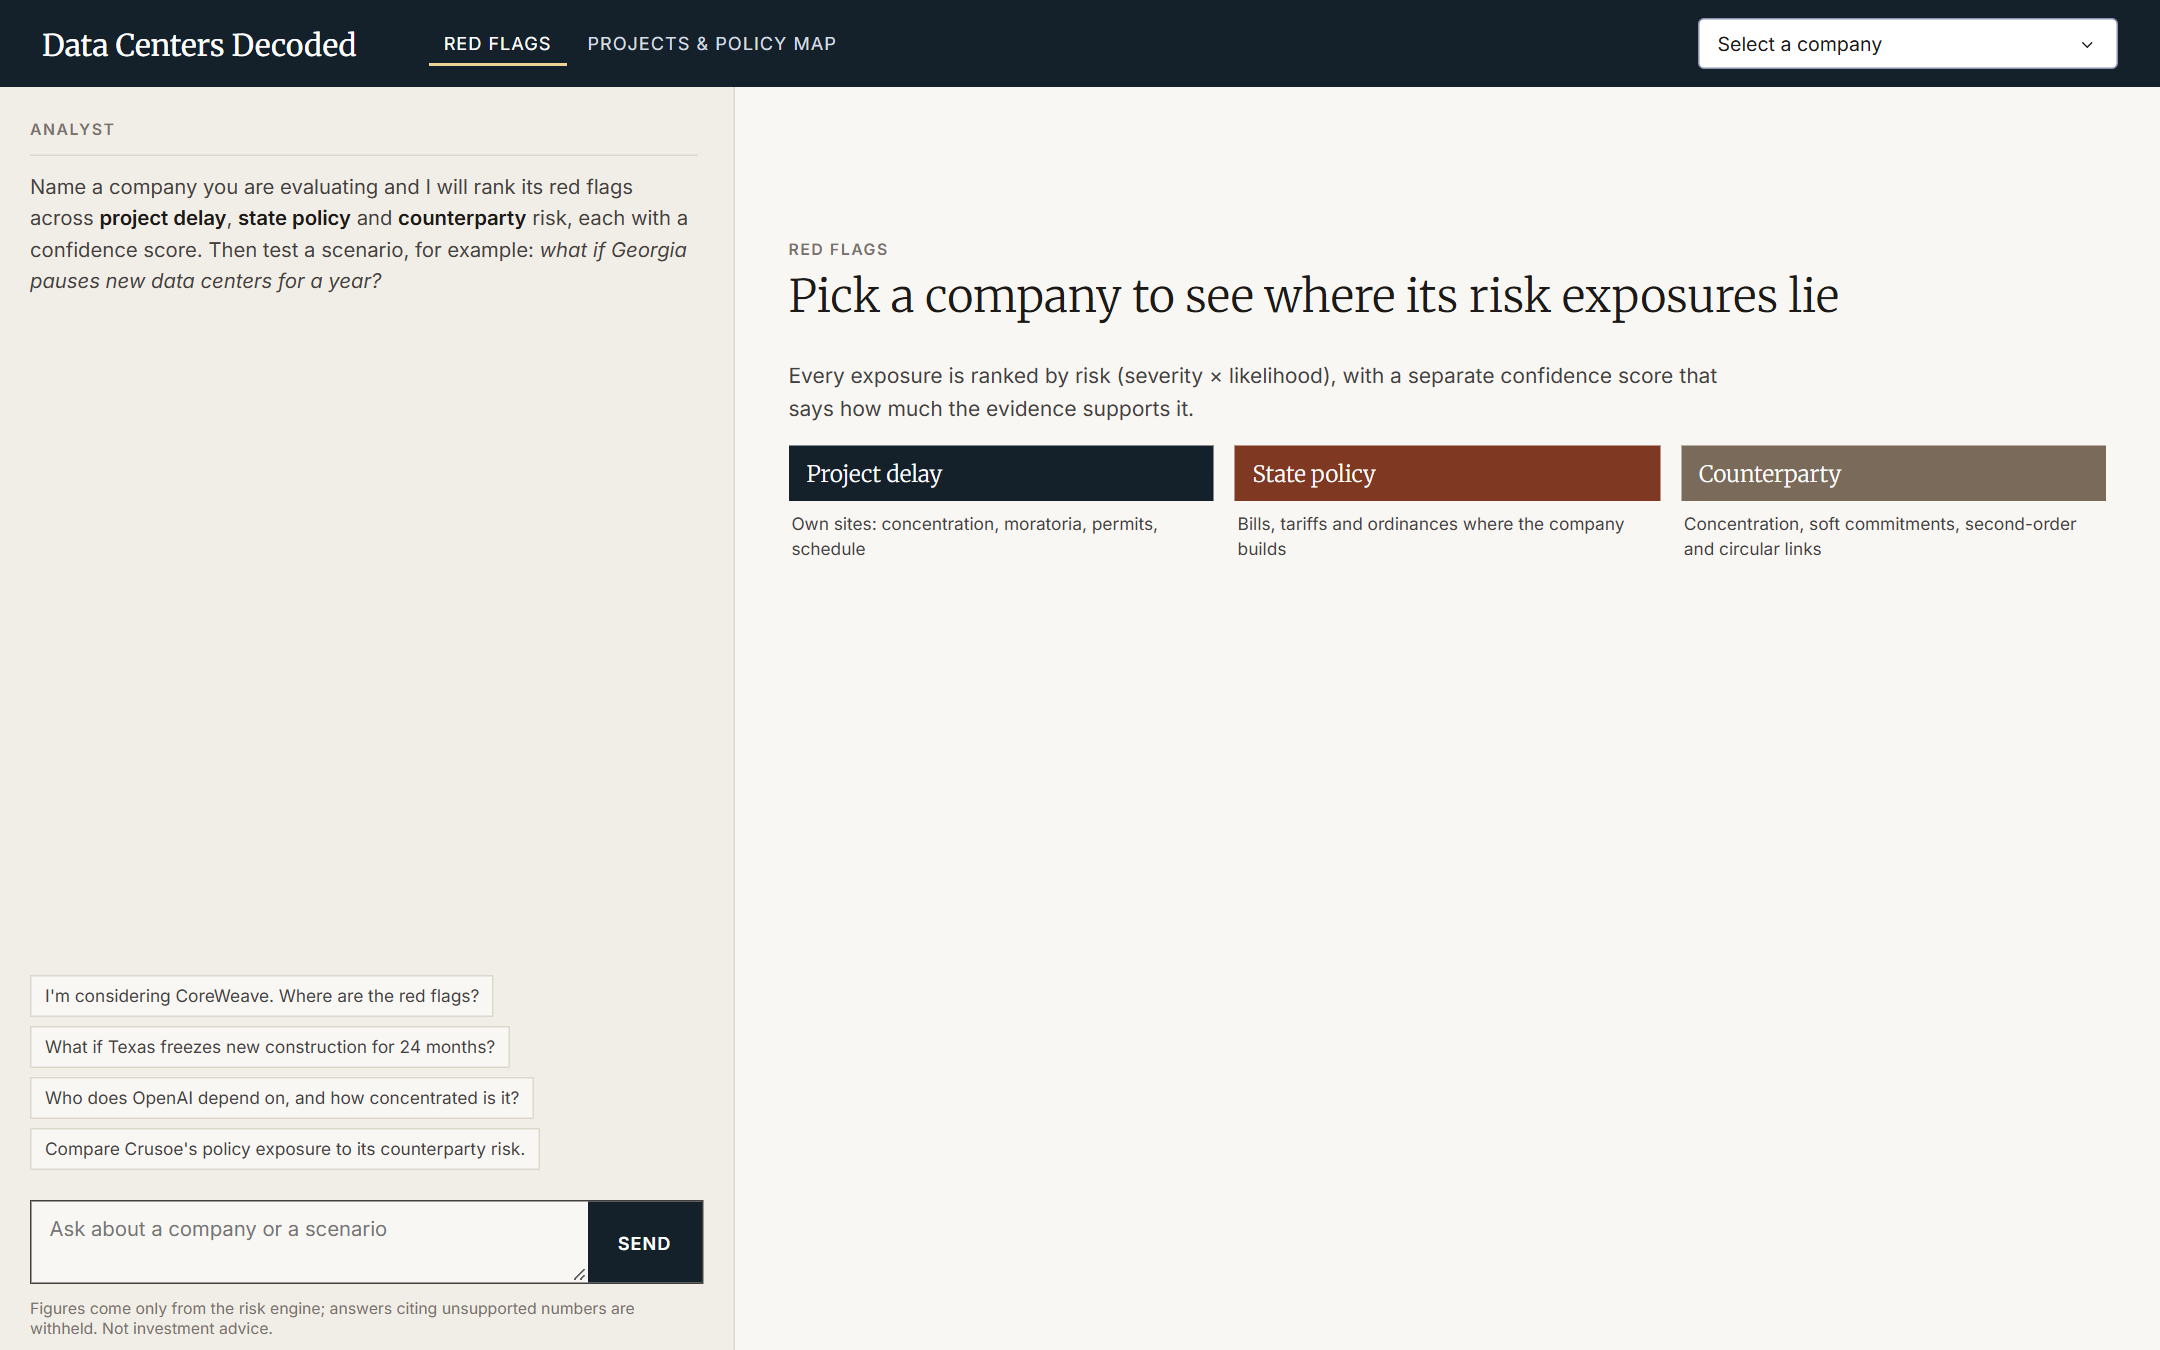 Data Centers Decoded
RED FLAGS
PROJECTS & POLICY MAP
Select a company
ANALYST
Name a company you are evaluating and I will rank its red flags
across project delay, state policy and counterparty risk, each with a
confidence score. Then test a scenario, for example: what if Georgia
pauses new data centers for a year?
I'm considering CoreWeave. Where are the red flags?
What if Texas freezes new construction for 24 months?
Who does OpenAI depend on, and how concentrated is it?
Compare Crusoe's policy exposure to its counterparty risk.
Ask about a company or a scenario
SEND
Figures come only from the risk engine; answers citing unsupported numbers are
withheld. Not investment advice.
RED FLAGS
Pick a company to see where its risk exposures lie
Every exposure is ranked by risk (severity × likelihood), with a separate confidence score that
says how much the evidence supports it.
Project delay
Own sites: concentration, moratoria, permits,
schedule
State policy
Bills, tariffs and ordinances where the company
builds
Counterparty
Concentration, soft commitments, second-order
and circular links